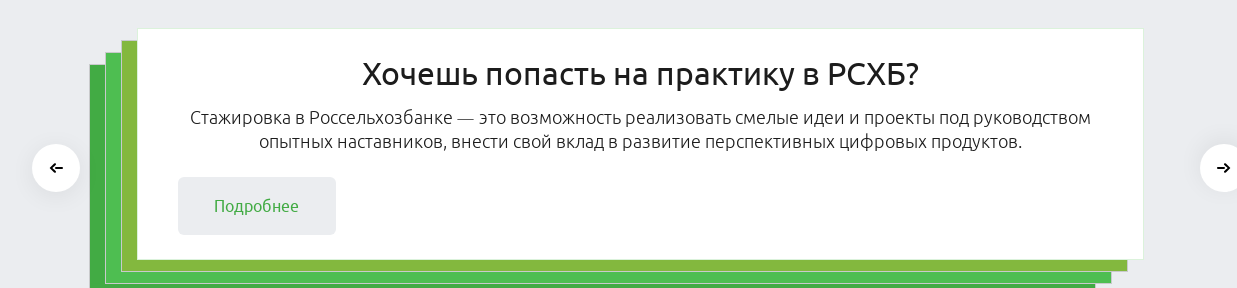 Хочешь попасть на практику в РСХБ?
Стажировка в Россельхозбанке — это возможность реализовать смелые идеи и проекты под руководством
опытных наставников, внести свой вклад в развитие перспективных цифровых продуктов.
Подробнее